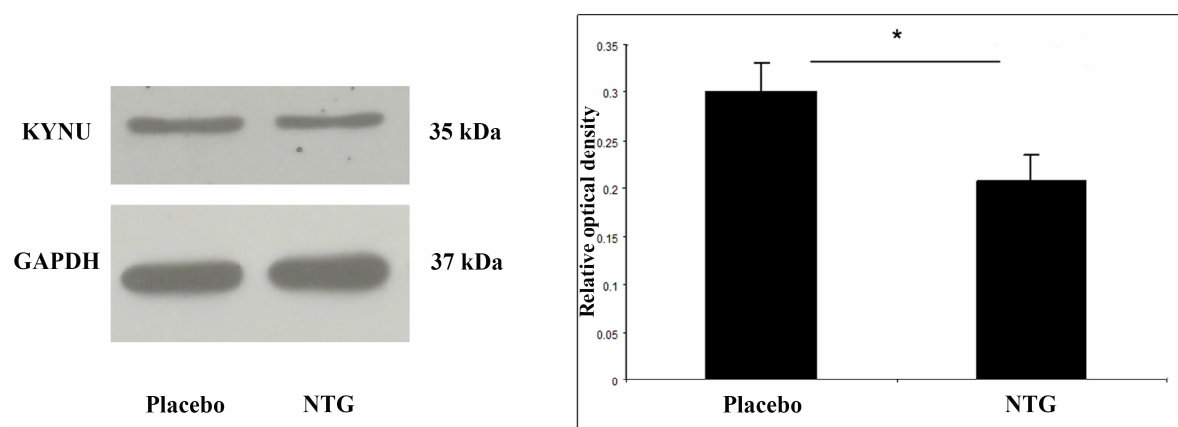 KYNU
35 kDa
GAPDH
37 kDa
Placebo NTG
*
Relative optical density
0.35
0.3
0.25
0.2
0.15
0.1
0.05
0
Placebo NTG